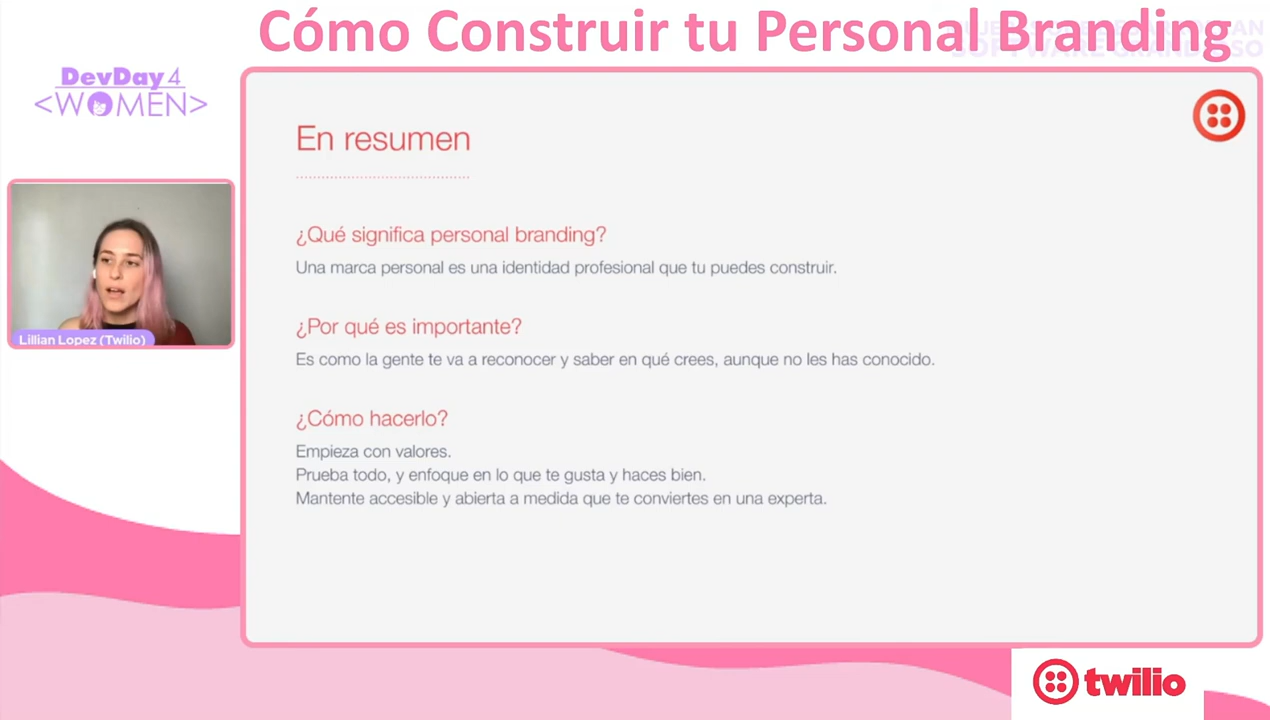 Cómo Construir tu Personal Branding
DevDay 4
<WOMEN>
En resumen
¿Qué significa personal branding?
Una marca personal es una identidad profesional que tu puedes construir.
¿Por qué es importante?
Es como la gente te va a reconocer y saber en qué crees, aunque no les has conocido.
¿Cómo hacerlo?
Empieza con valores.
Prueba todo, y enfoque en lo que te gusta y haces bien.
Mantente accesible y abierta a medida que te conviertes en una experta.
Lillian Lopez (Twilio)
twilio